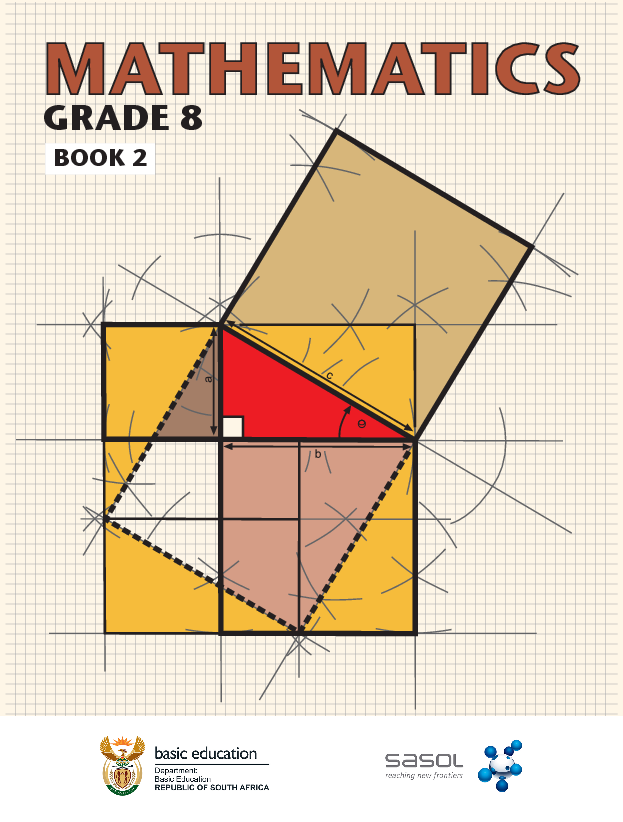 MATHEMATICS
GRADE 8
BOOK 2
c
a
ɵ
b
basic education
Department:
Basic Education
REPUBLIC OF SOUTH AFRICA
sasol
reaching new frontiers